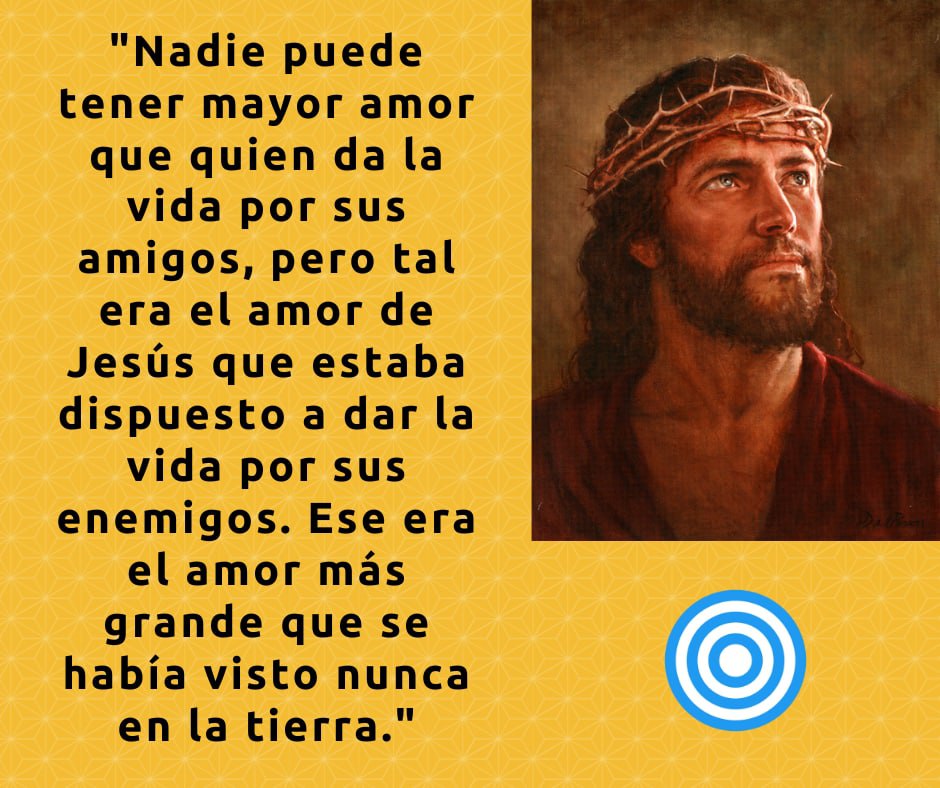 "Nadie puede
tener mayor amor
que quien da la
vida por sus
amigos, pero tal
era el amor de
Jesús que estaba
dispuesto a dar la
vida por sus
enemigos. Ese era
el amor más
grande que se
había visto nunca
en la tierra."